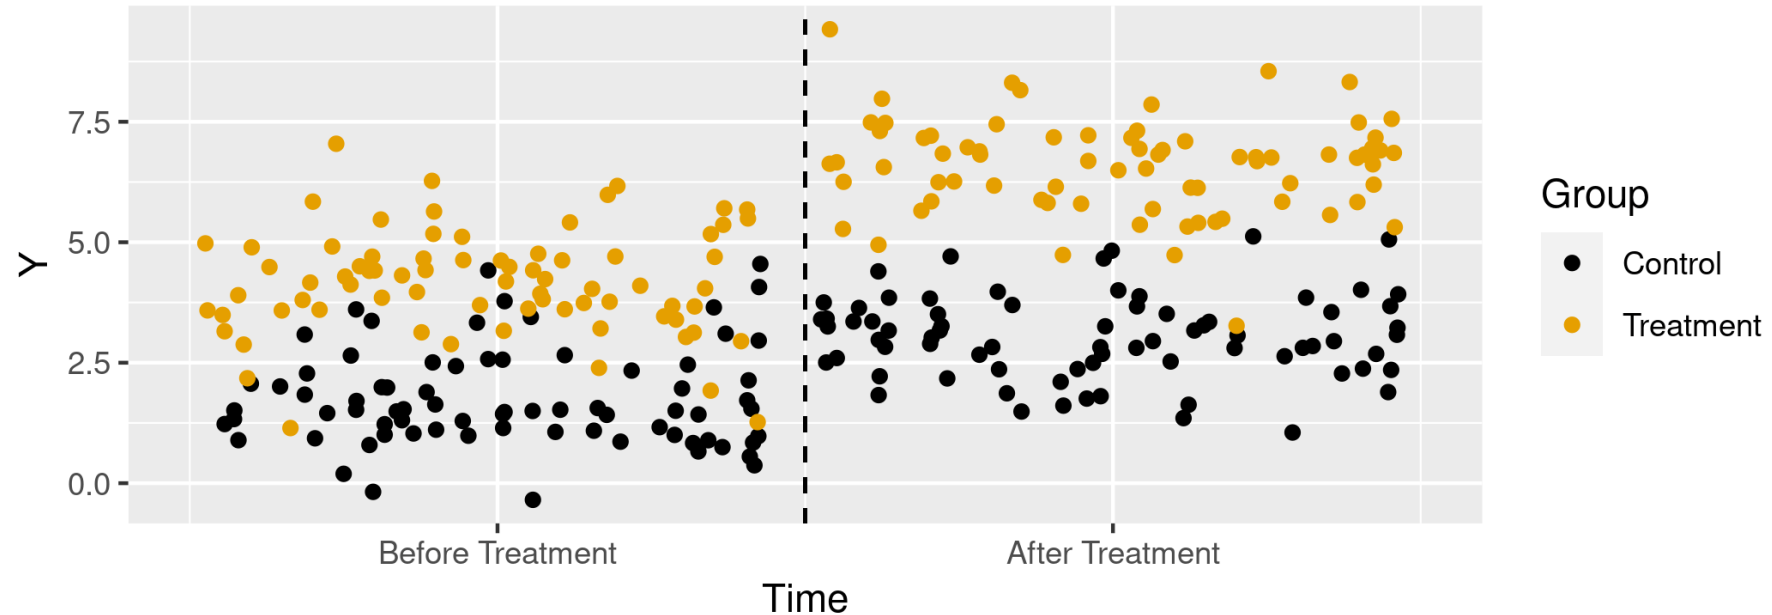 Y
7.5
5.0
2.5
0.0
Before Treatment
After Treatment
Time
Group
Control
Treatment